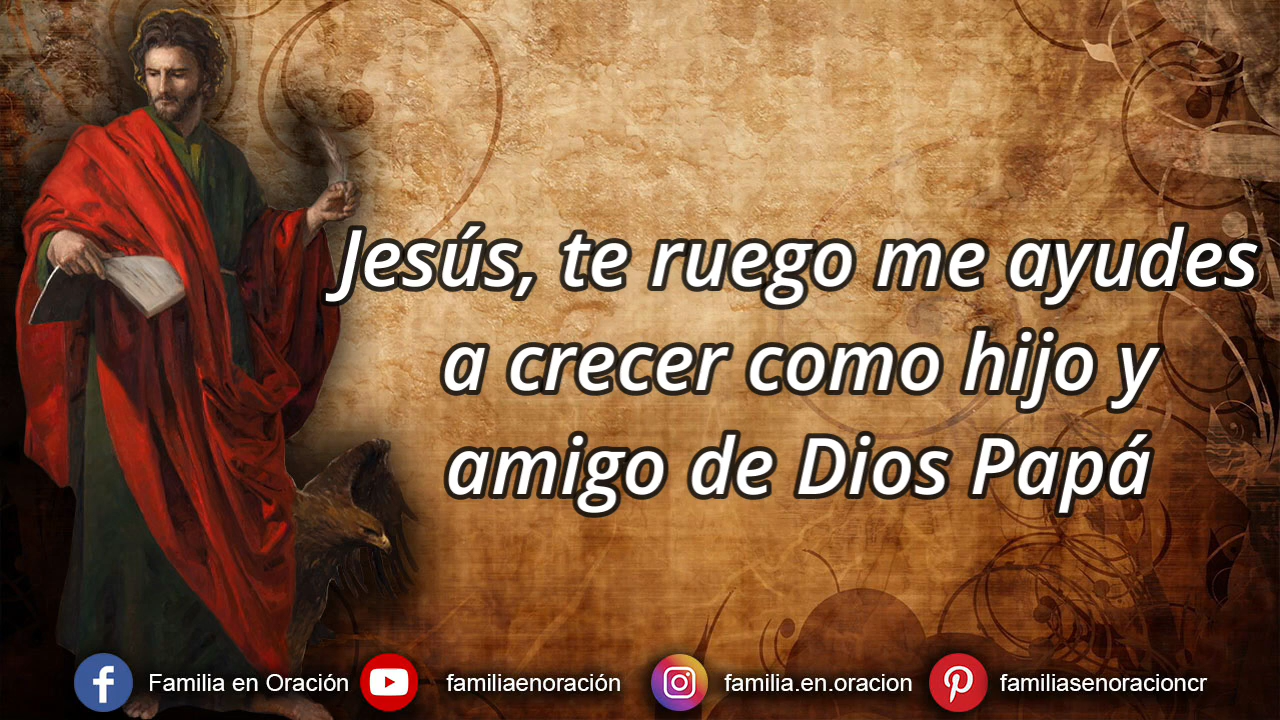 Jesús, te ruego me ayudes
a crecer como hijo y
amigo de Dios Papá
Familia en Oración
familiaenoración
familia.en.oracion
familiasenoracioncr